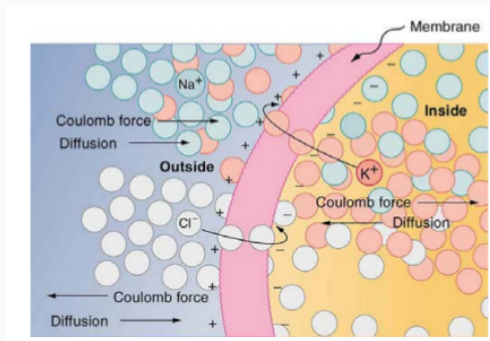 Membrane
Na⁺
Inside
Coulomb force
Diffusion
Outside
K⁺
Coulomb force
Diffusion
Cl⁻
Coulomb force
Diffusion